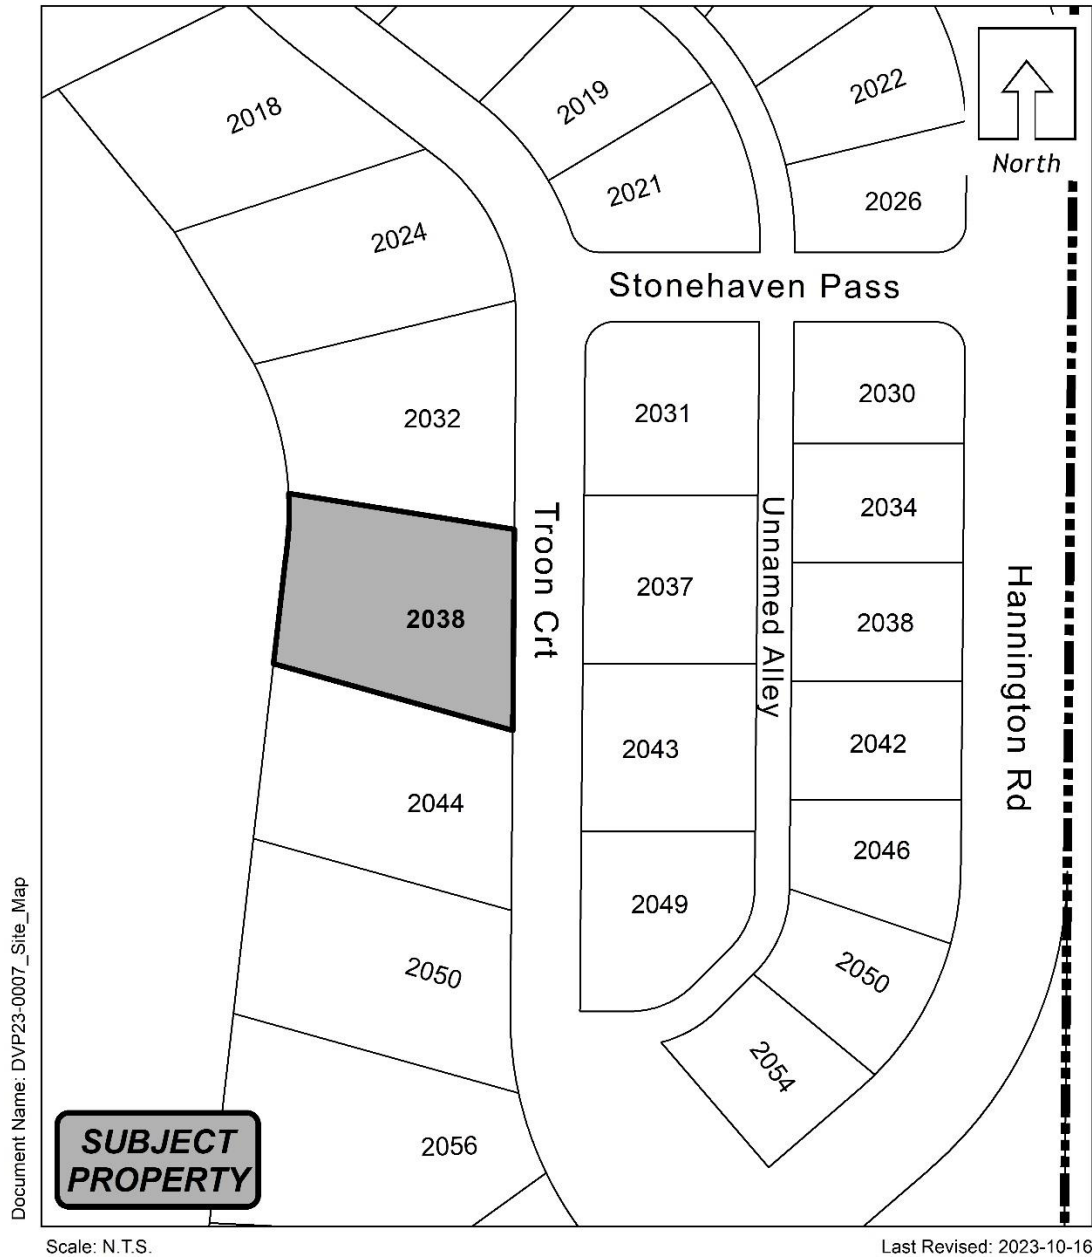 2018
2019
2022
North
2021
2026
2024
Stonehaven Pass
2032
2031
2030
2034
Troon Crt
Unnamed Alley
2037
Hannington Rd
2038
2038
2043
2042
2044
2046
2049
2050
2050
2054
2056
SUBJECT
PROPERTY
Document Name: DVP23-0007_Site_Map
Scale: N.T.S.
Last Revised: 2023-10-16